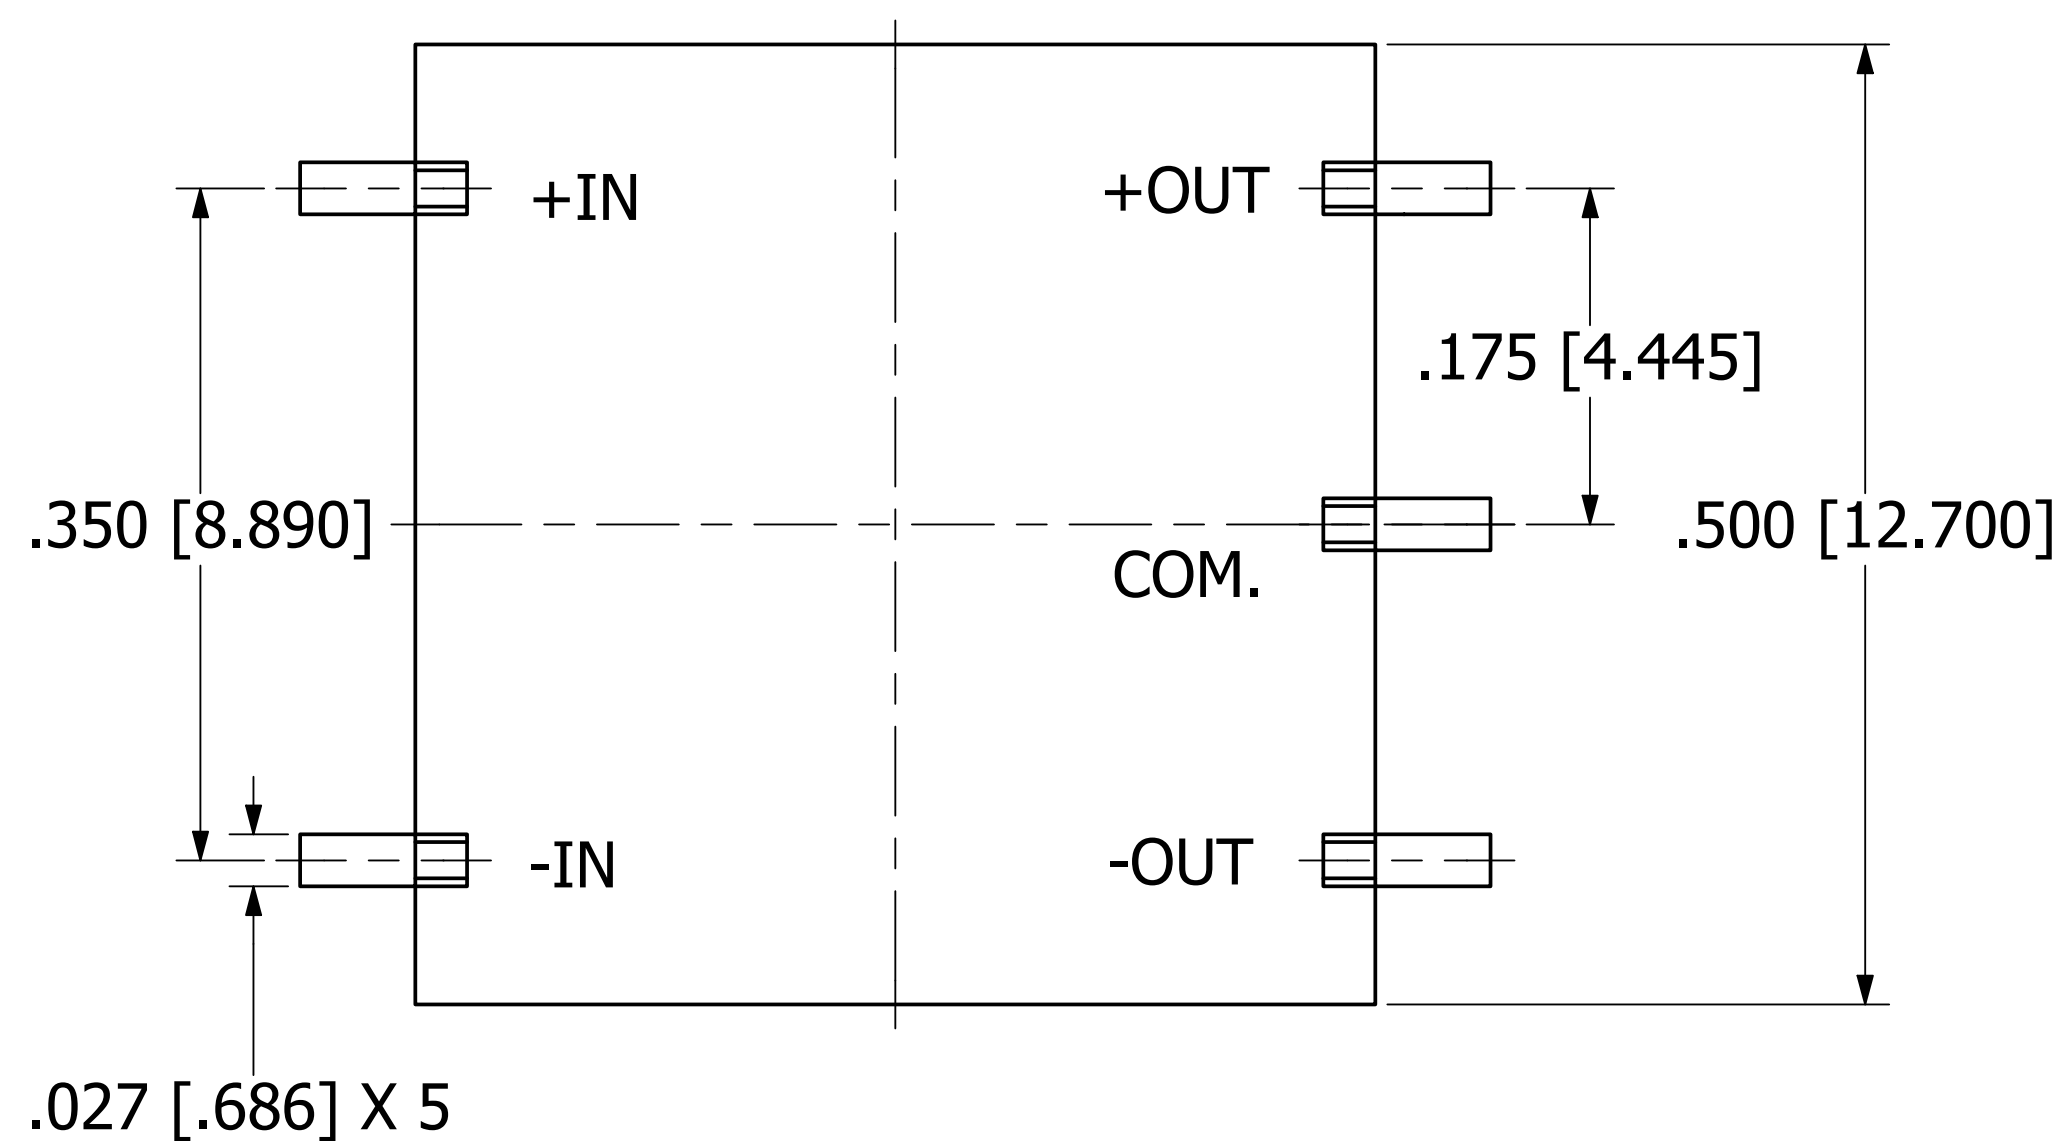 +IN
+OUT
.175 [4.445]
.350 [8.890]
.500 [12.700]
COM.
-IN
-OUT
.027 [.686] X 5